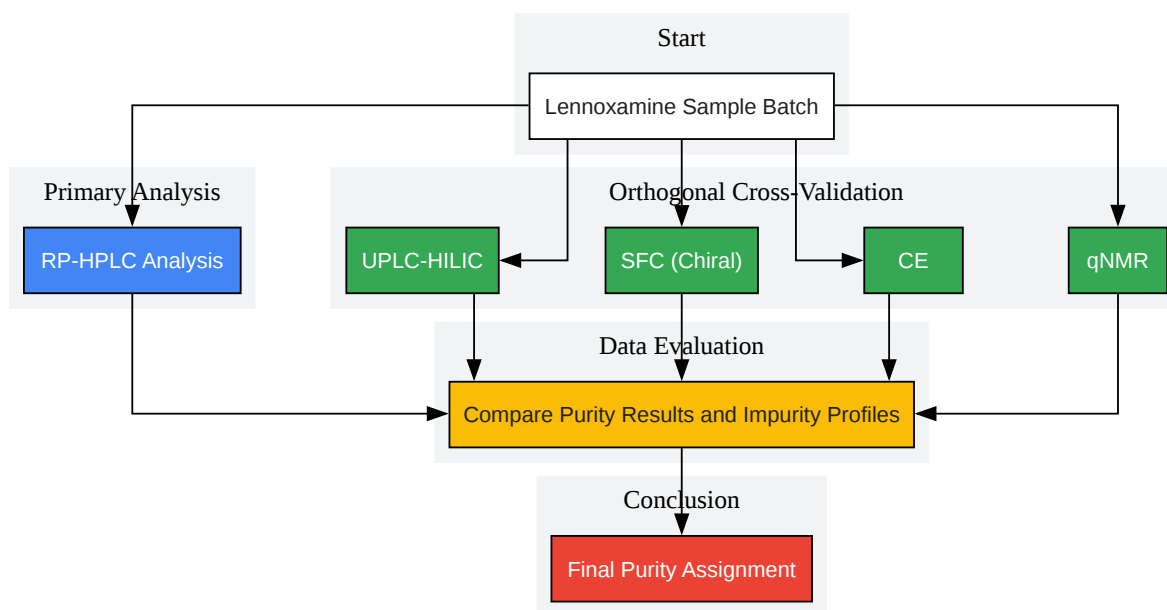 Start
Lennoxamine Sample Batch
Primary Analysis
Orthogonal Cross-Validation
RP-HPLC Analysis
UPLC-HILIC
SFC (Chiral)
CE
qNMR
Data Evaluation
Compare Purity Results and Impurity Profiles
Conclusion
Final Purity Assignment